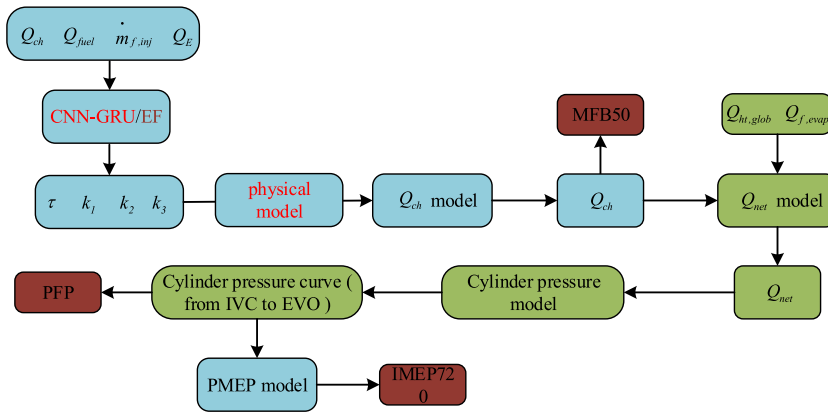 Q_ch Q_fuel ṁ_f,inj Q_E
CNN-GRU/EF
MFB50
Q_ht,glob Q_f,evap
τ k_1 k_2 k_3
physical
model
Q_ch model
Q_ch
Q_net model
PFP
Cylinder pressure curve (
from IVC to EVO )
Cylinder pressure
model
Q_net
PMEP model
IMEP72
0